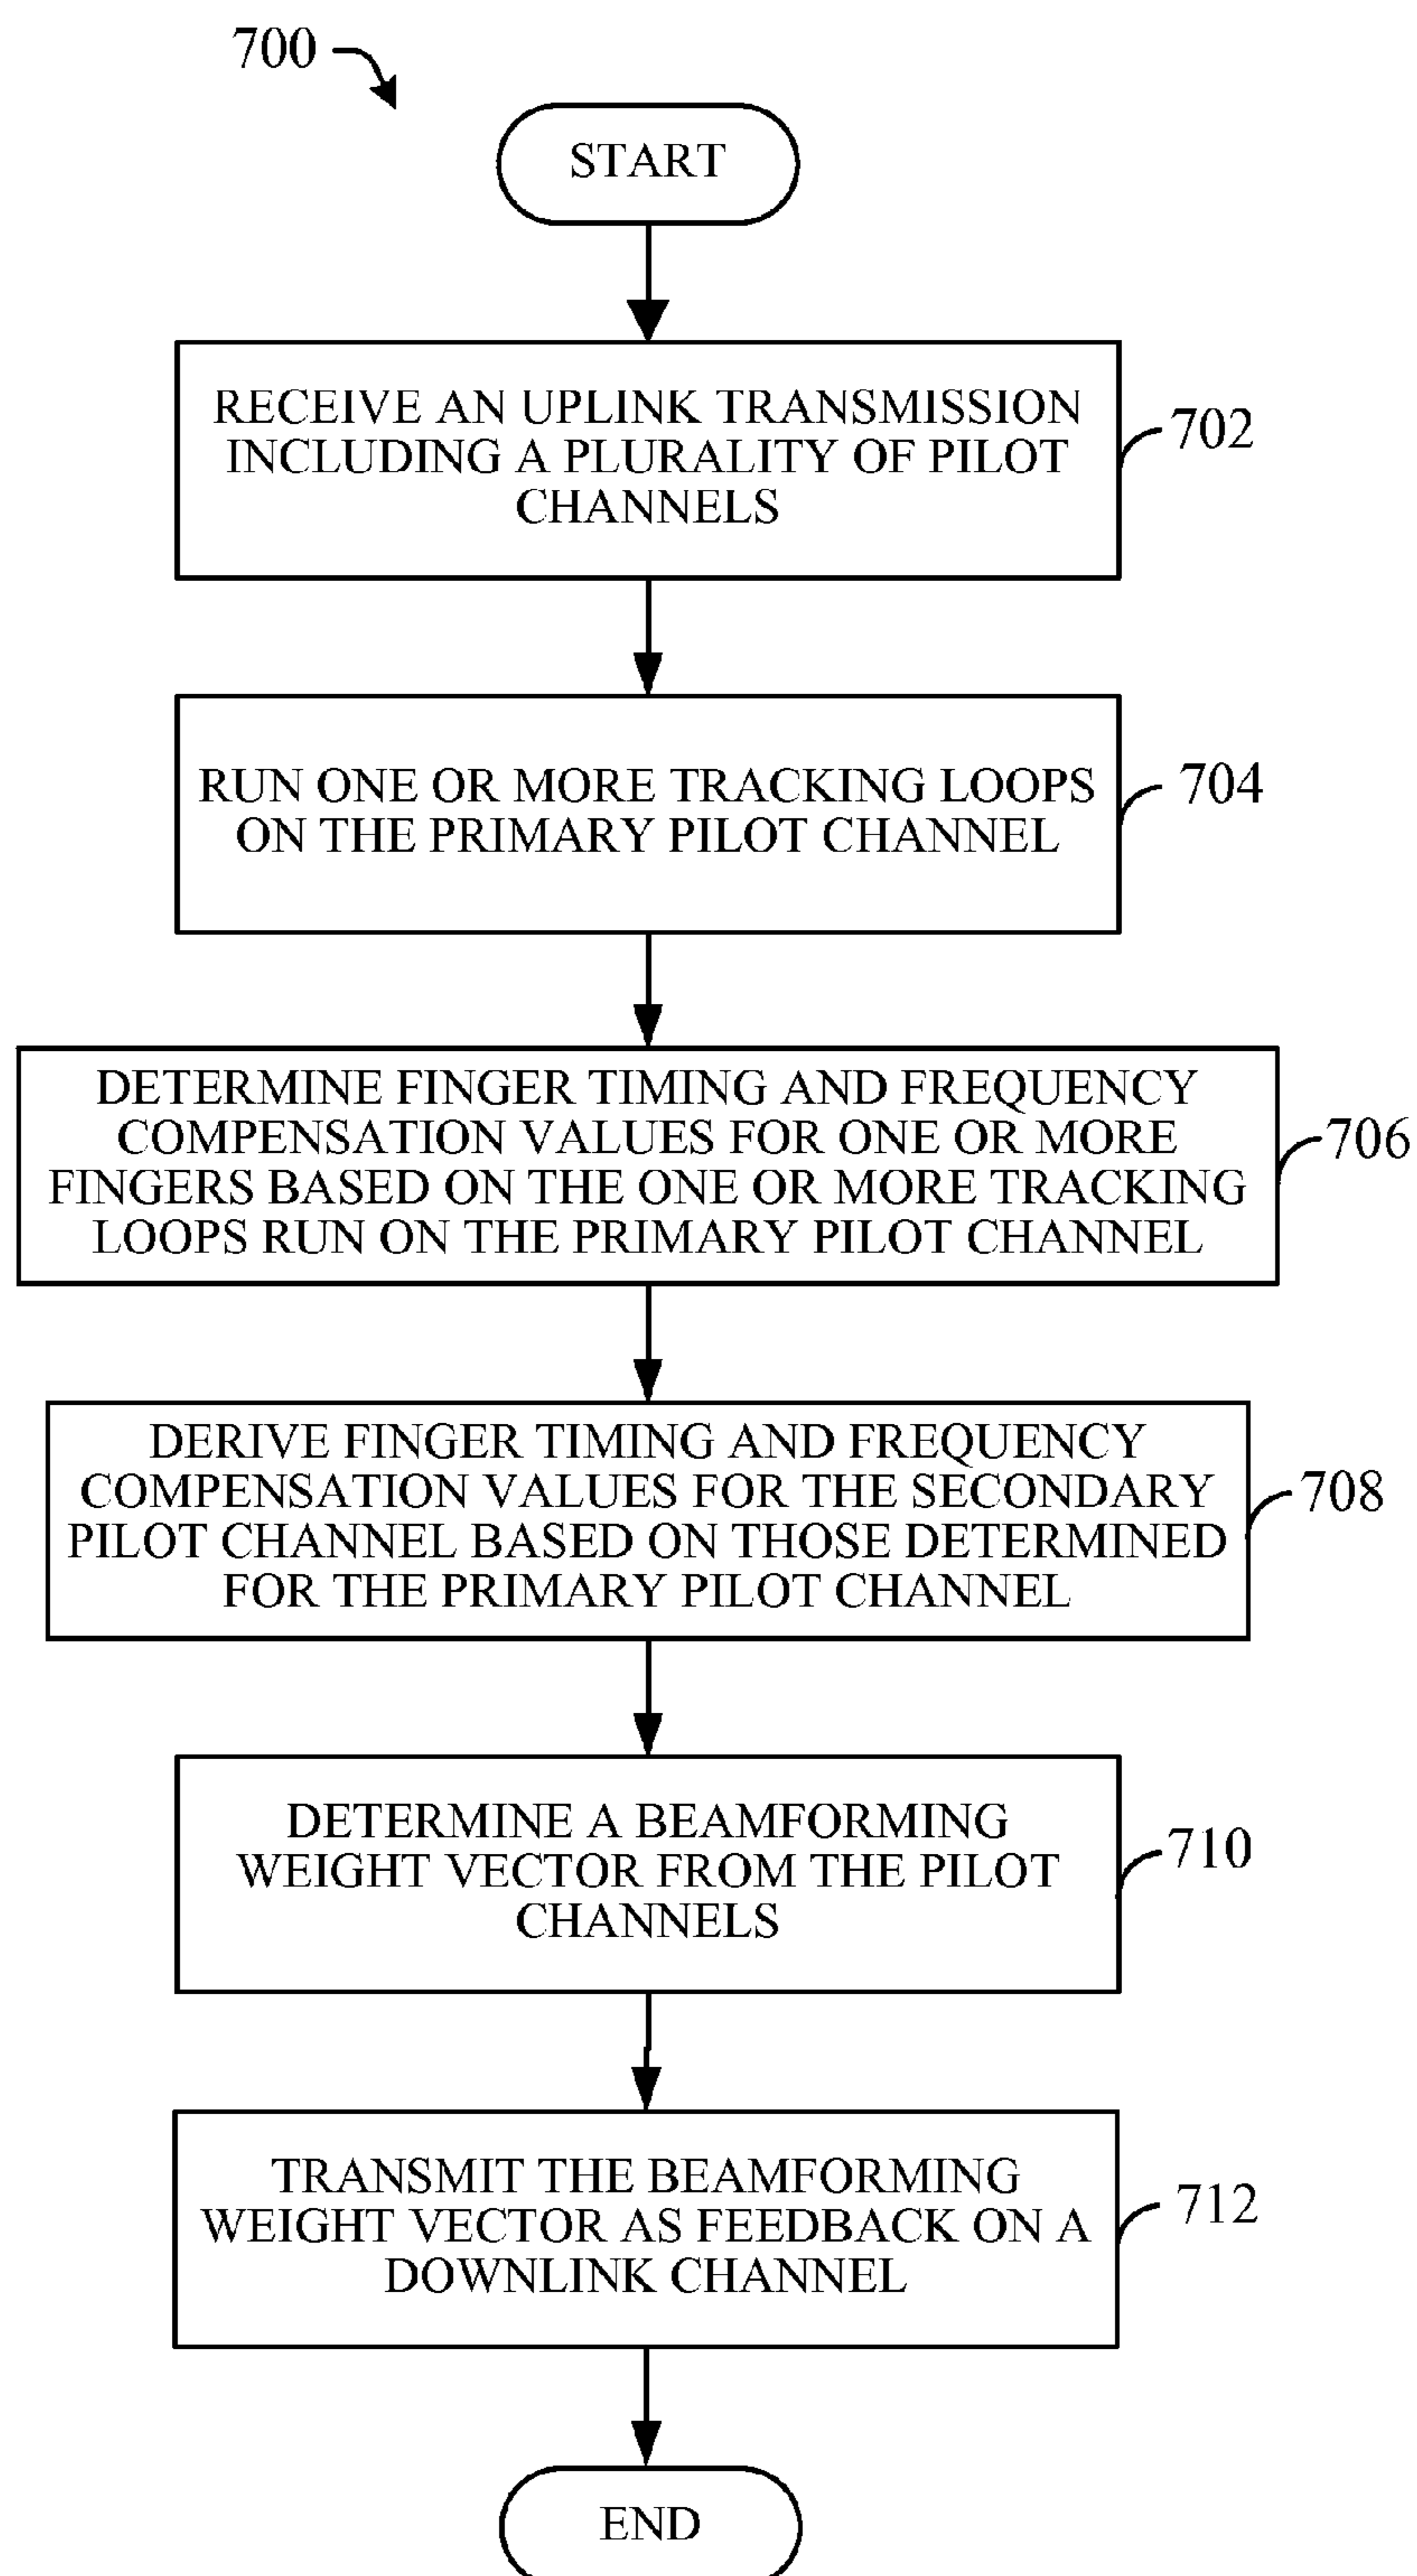 700
START
RECEIVE AN UPLINK TRANSMISSION
INCLUDING A PLURALITY OF PILOT
CHANNELS
702
RUN ONE OR MORE TRACKING LOOPS
ON THE PRIMARY PILOT CHANNEL
704
DETERMINE FINGER TIMING AND FREQUENCY
COMPENSATION VALUES FOR ONE OR MORE
FINGERS BASED ON THE ONE OR MORE TRACKING
LOOPS RUN ON THE PRIMARY PILOT CHANNEL
706
DERIVE FINGER TIMING AND FREQUENCY
COMPENSATION VALUES FOR THE SECONDARY
PILOT CHANNEL BASED ON THOSE DETERMINED
FOR THE PRIMARY PILOT CHANNEL
708
DETERMINE A BEAMFORMING
WEIGHT VECTOR FROM THE PILOT
CHANNELS
710
TRANSMIT THE BEAMFORMING
WEIGHT VECTOR AS FEEDBACK ON A
DOWNLINK CHANNEL
712
END